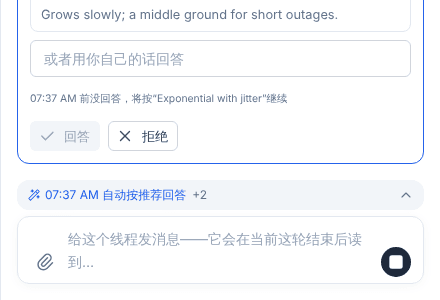 Grows slowly; a middle ground for short outages.
或者用你自己的话回答
07:37 AM 前没回答，将按"Exponential with jitter"继续
回答
拒绝
07:37 AM 自动按推荐回答 +2
给这个线程发消息——它会在当前这轮结束后读
到...